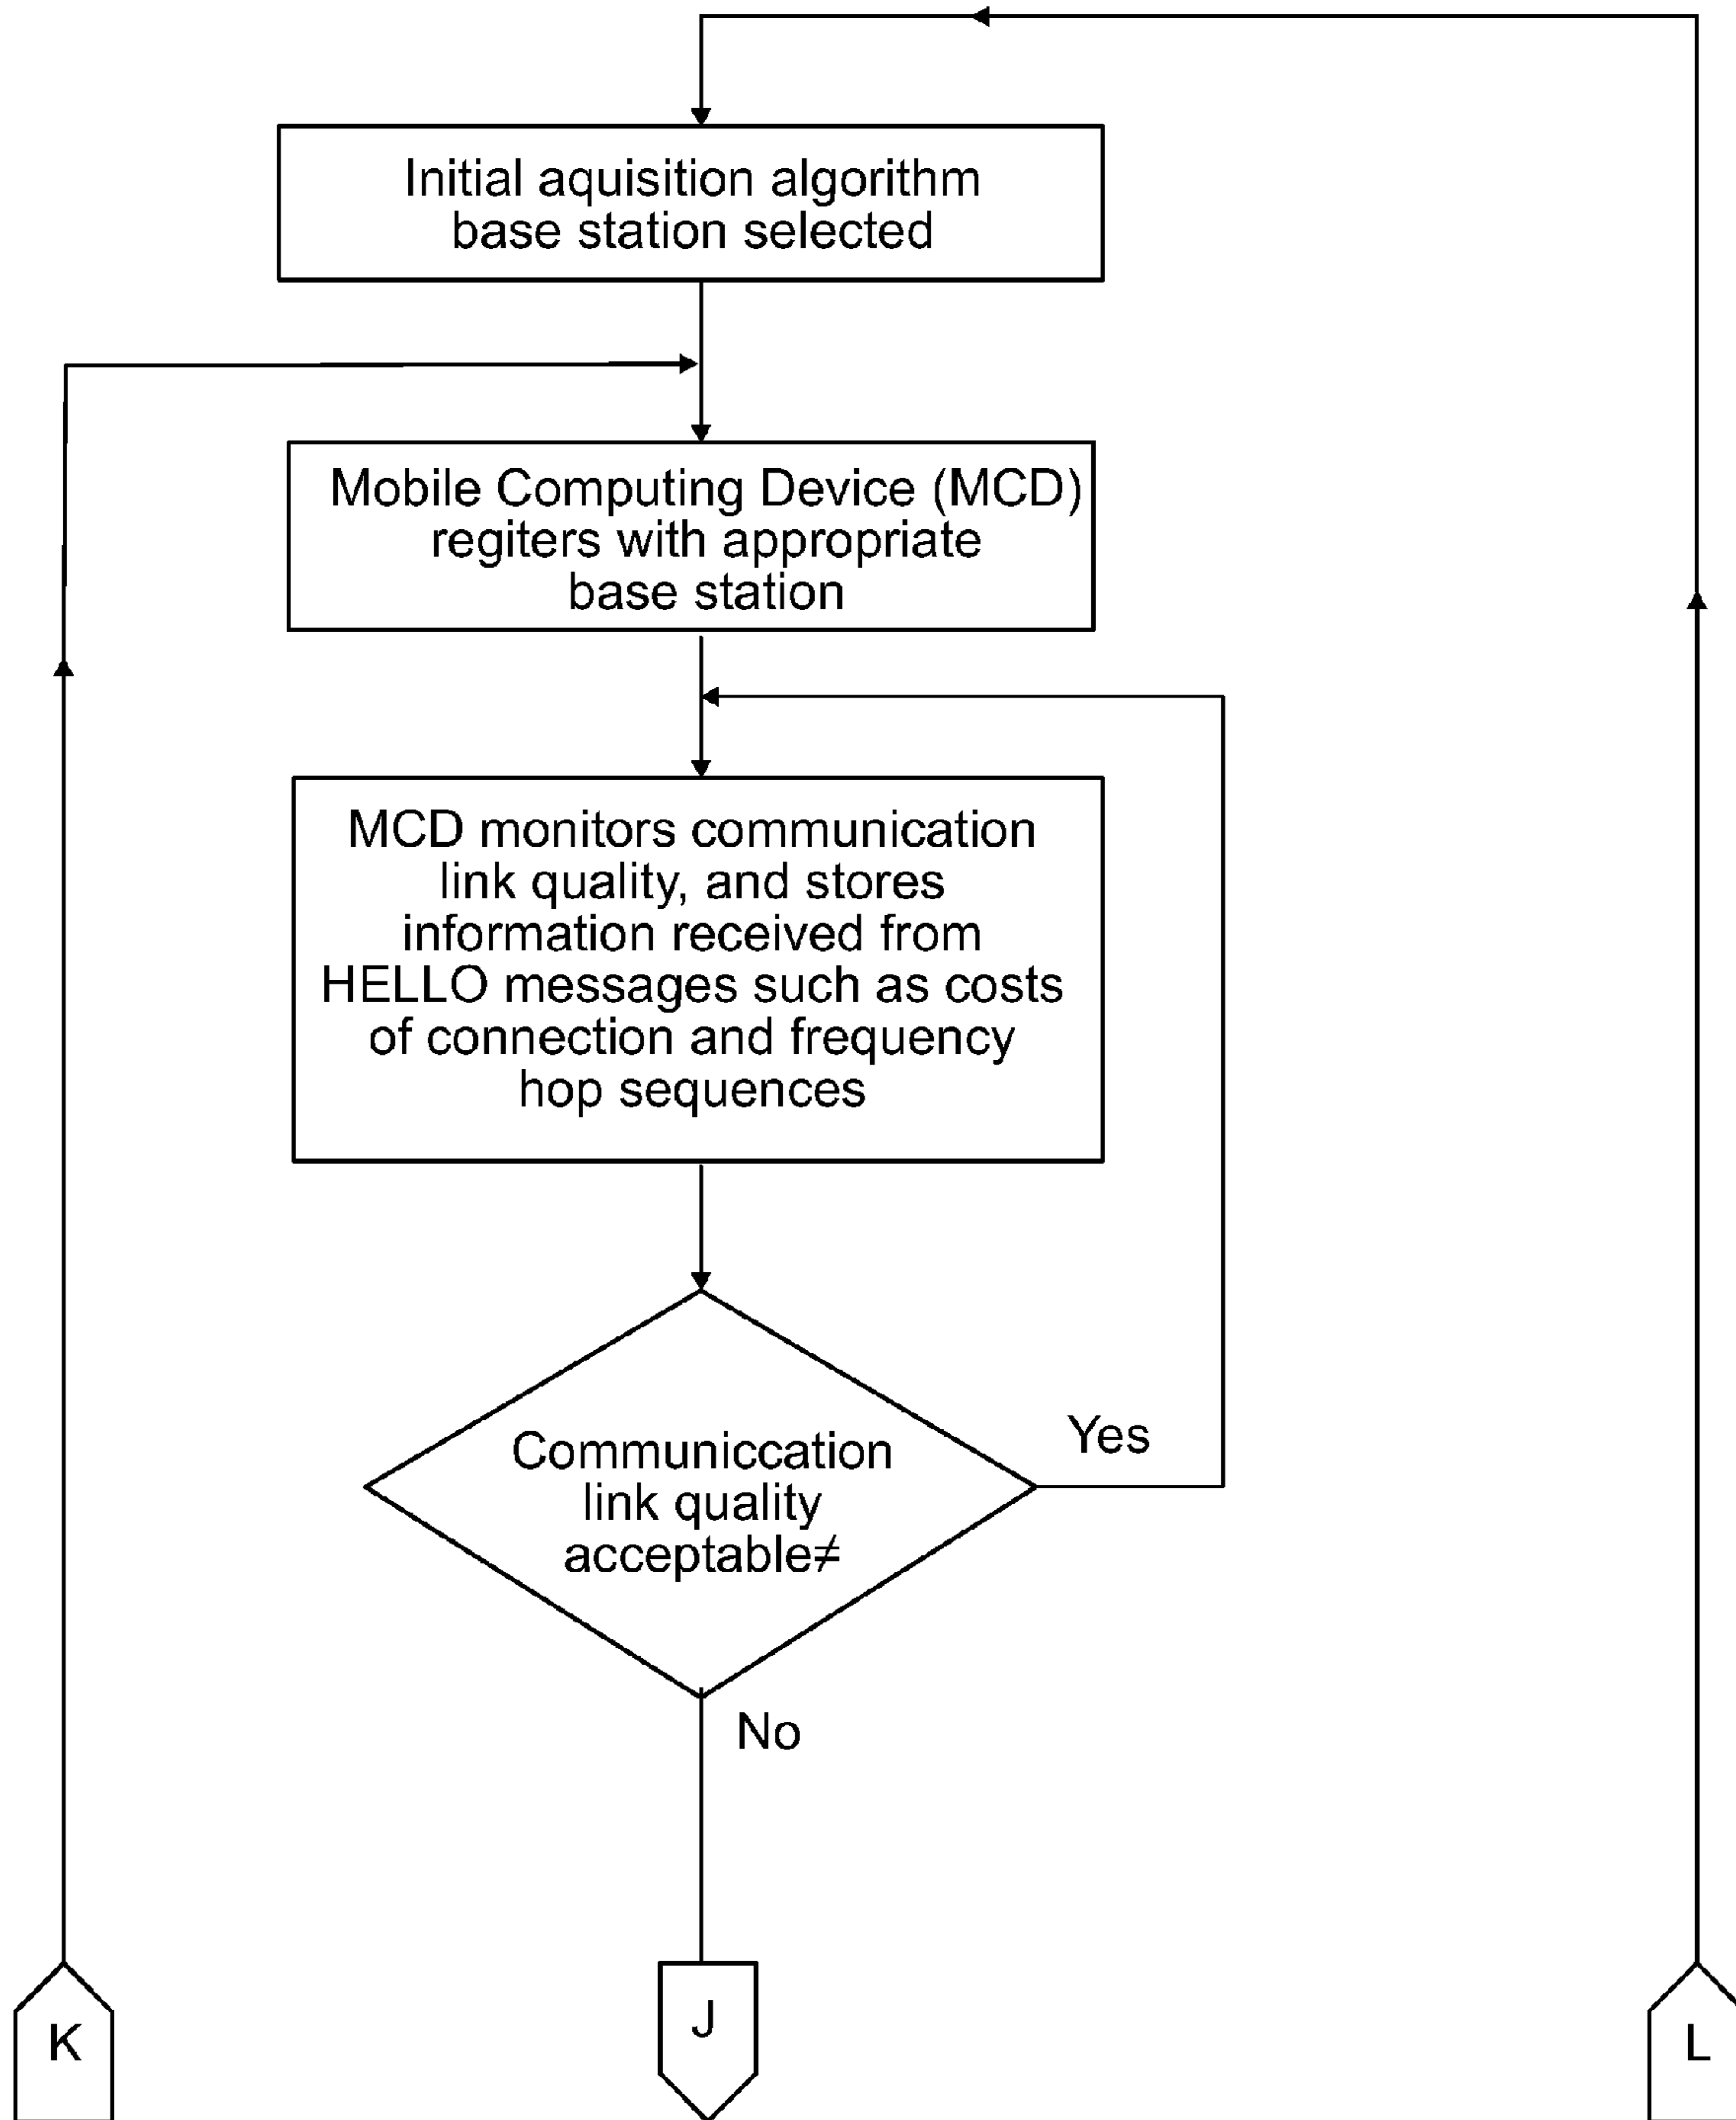 Initial aquisition algorithm
base station selected
Mobile Computing Device (MCD)
regiters with appropriate
base station
MCD monitors communication
link quality, and stores
information received from
HELLO messages such as costs
of connection and frequency
hop sequences
Communiccation
link quality
acceptable≠
Yes
No
K
J
L